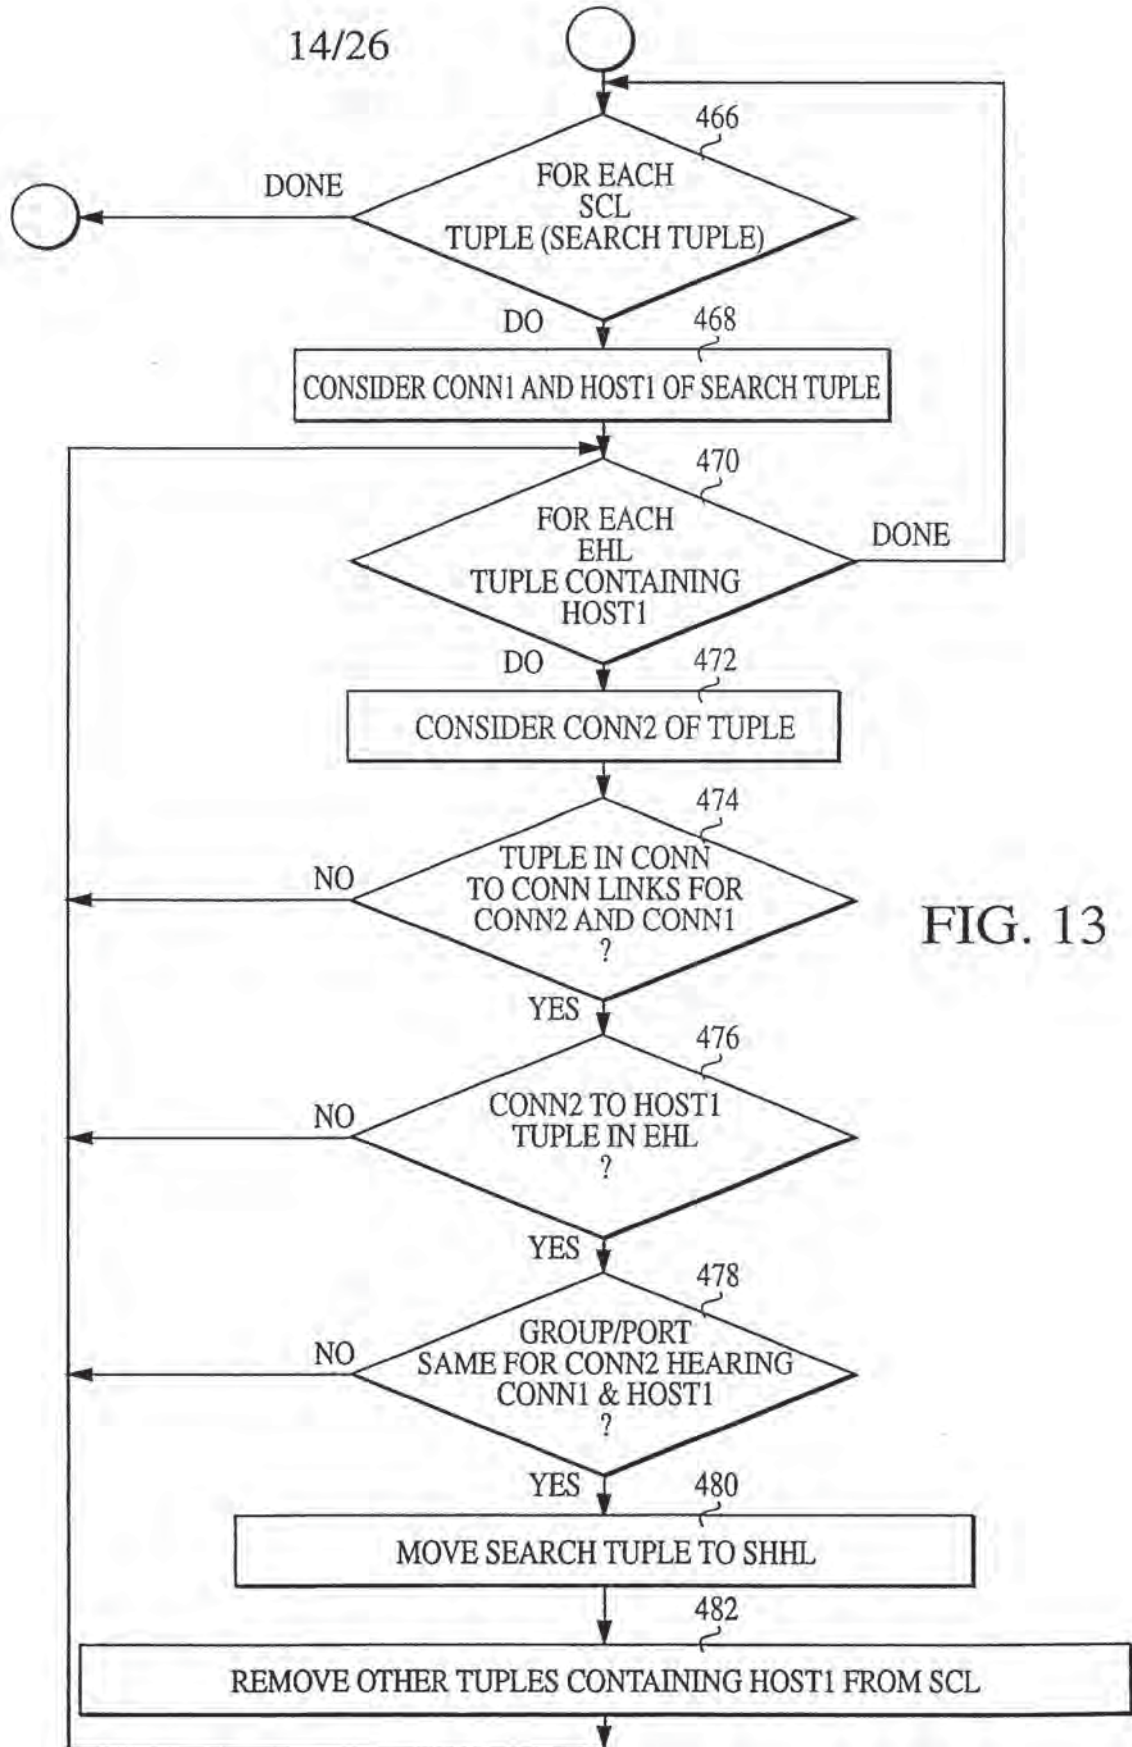 14/26
466
DONE
FOR EACH
SCL
TUPLE (SEARCH TUPLE)
DO
468
CONSIDER CONN1 AND HOST1 OF SEARCH TUPLE
470
FOR EACH
EHL
TUPLE CONTAINING
HOST1
DONE
DO
472
CONSIDER CONN2 OF TUPLE
474
TUPLE IN CONN
TO CONN LINKS FOR
CONN2 AND CONN1
?
NO
FIG. 13
YES
476
CONN2 TO HOST1
TUPLE IN EHL
?
NO
YES
478
GROUP/PORT
SAME FOR CONN2 HEARING
CONN1 & HOST1
?
NO
YES
480
MOVE SEARCH TUPLE TO SHHL
482
REMOVE OTHER TUPLES CONTAINING HOST1 FROM SCL